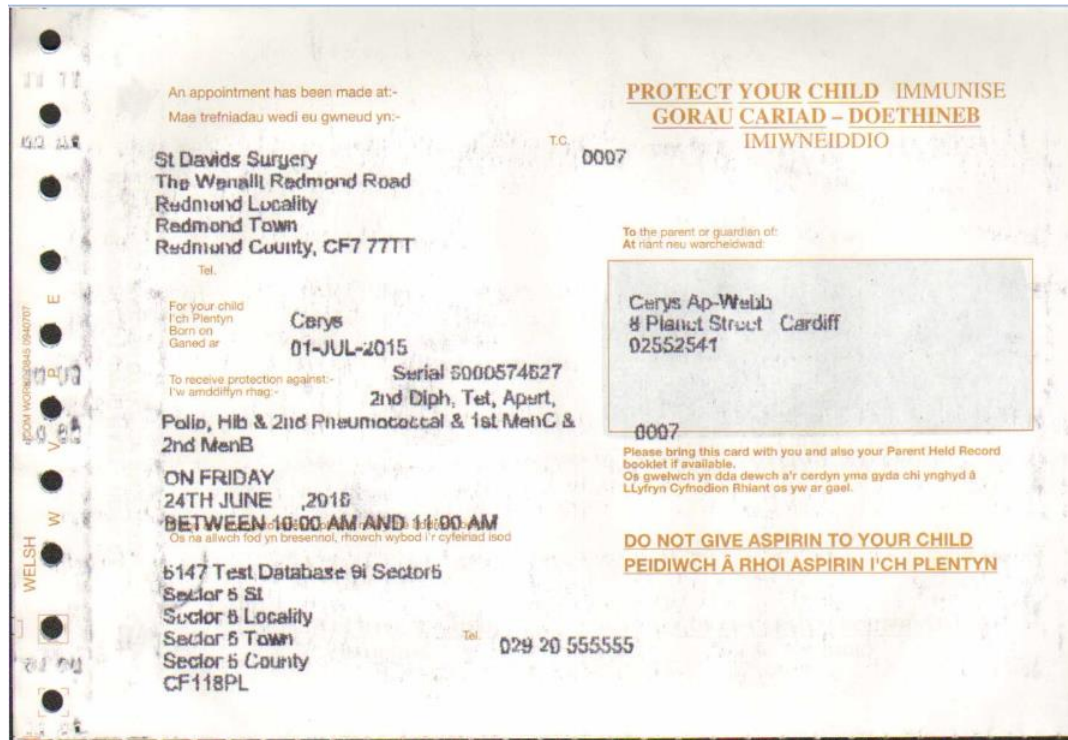 An appointment has been made at:-
Mae trefniadau wedi eu gwneud yn:-
T.C.
0007
St Davids Surgery
The Wenallt Redmond Road
Redmond Locality
Redmond Town
Redmond County, CF7 77TT
Tel.
For your child
I'ch Plentyn
Born on
Ganed ar
Cerys
01-JUL-2015
To receive protection against:-
I'w amddiffyn rhag:-
Serial 6000574627
2nd Diph, Tet, Apert,
Polio, Hib & 2nd Pneumococcal & 1st MenC &
2nd MenB
ON FRIDAY
24TH JUNE ,2016
BETWEEN 10:00 AM AND 11:00 AM
Os na allwch fod yn bresennol, rhowch wybod i'r cyfeiriad isod
5147 Test Database 9i Sector5
Sector 5 St
Sector 5 Locality
Sector 5 Town
Sector 5 County
CF118PL
Tel.
029 20 555555
PROTECT YOUR CHILD IMMUNISE
GORAU CARIAD – DOETHINEB
IMIWNEIDDIO
To the parent or guardian of:
At riant neu warcheidwad:
Cerys Ap-Webb
8 Planet Street Cardiff
02552541
0007
Please bring this card with you and also your Parent Held Record
booklet if available.
Os gwelwch yn dda dewch a'r cerdyn yma gyda chi ynghyd â
LLyfryn Cyfnodion Rhiant os yw ar gael.
DO NOT GIVE ASPIRIN TO YOUR CHILD
PEIDIWCH Â RHOI ASPIRIN I'CH PLENTYN
WELSH